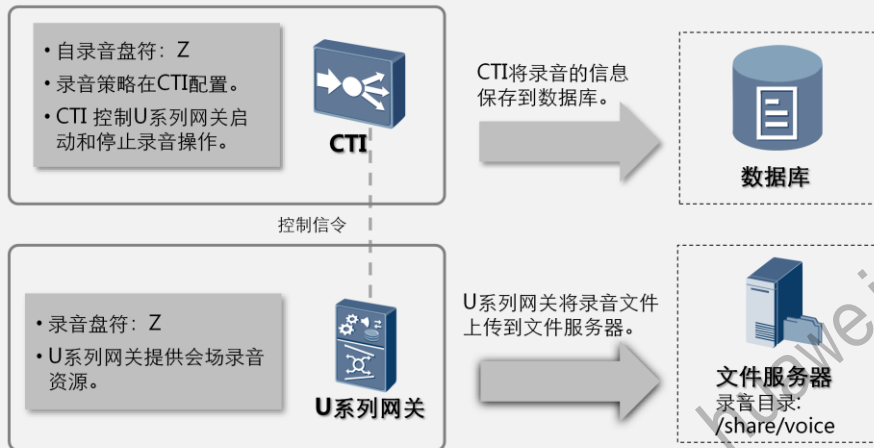 • 自录音盘符：Z
• 录音策略在CTI配置。
• CTI 控制U系列网关启
动和停止录音操作。
CTI
CTI将录音的信息
保存到数据库。
数据库
控制信令
• 录音盘符：Z
• U系列网关提供会场录音
资源。
U系列网关
U系列网关将录音文件
上传到文件服务器。
文件服务器
录音目录:
/share/voice
huawei